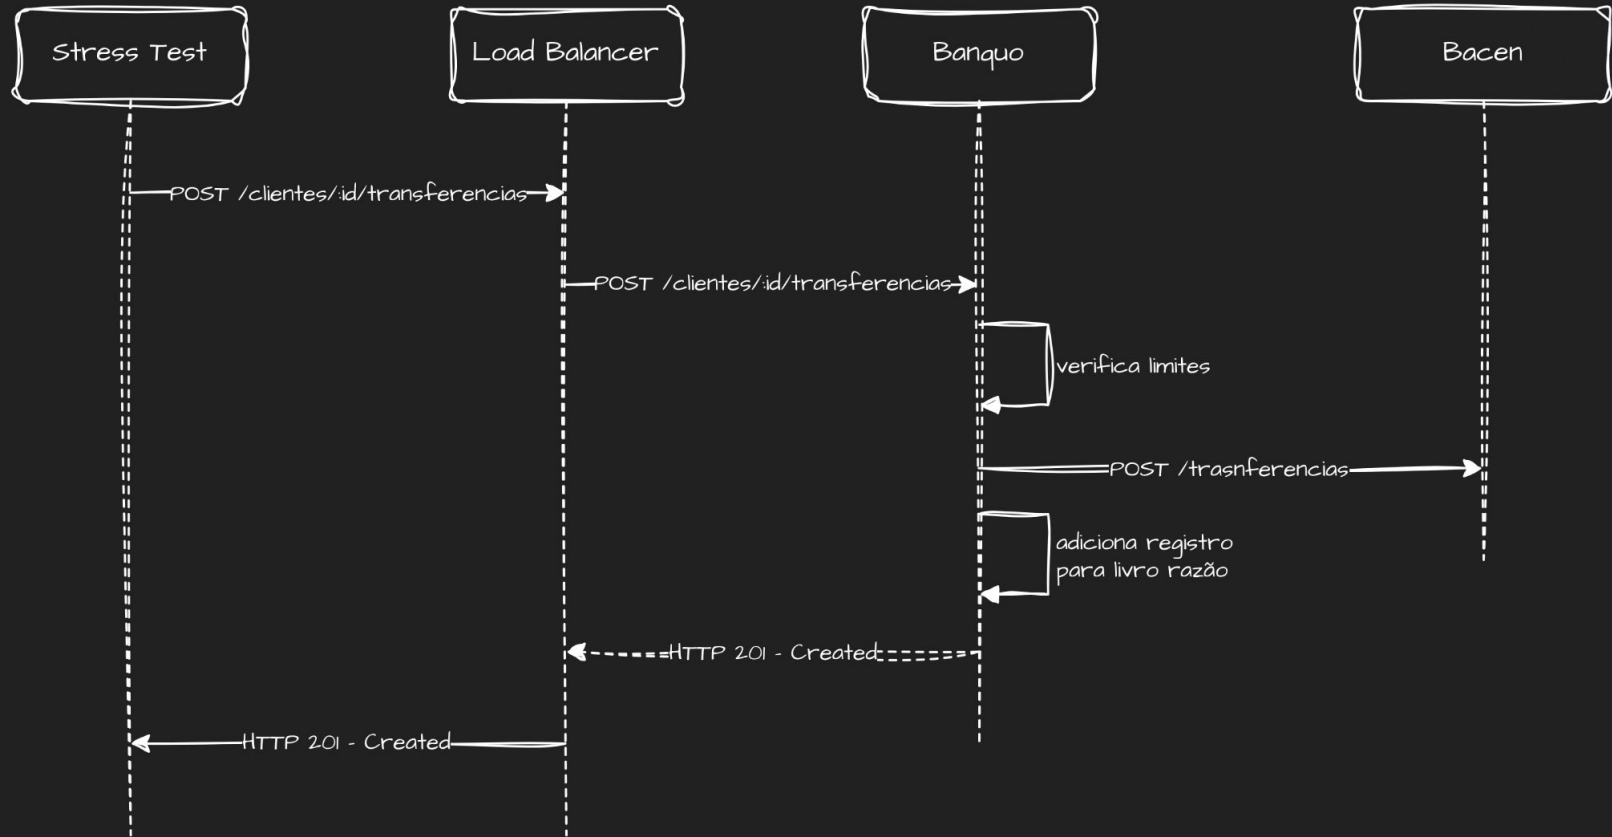 Stress Test
Load Balancer
Banquo
Bacen
POST /clientes/:id/transferencias
POST /clientes/:id/transferencias
verifica limites
POST /trasnferencias
adiciona registro
para livro razão
HTTP 201 - Created
HTTP 201 - Created